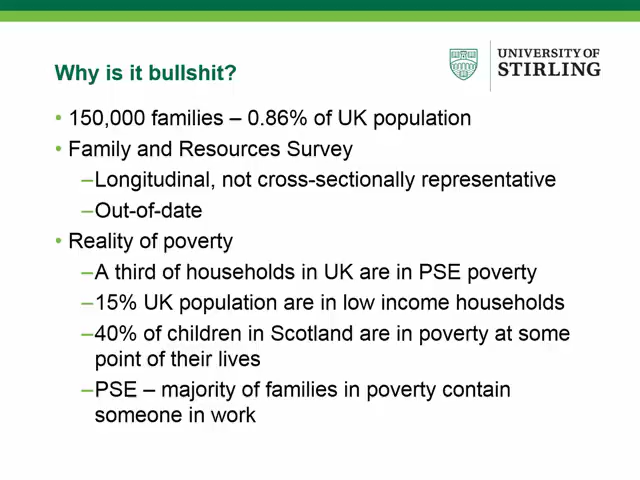 UNIVERSITY OF
STIRLING
Why is it bullshit?
• 150,000 families – 0.86% of UK population
• Family and Resources Survey
–Longitudinal, not cross-sectionally representative
–Out-of-date
• Reality of poverty
–A third of households in UK are in PSE poverty
–15% UK population are in low income households
–40% of children in Scotland are in poverty at some
point of their lives
–PSE – majority of families in poverty contain
someone in work